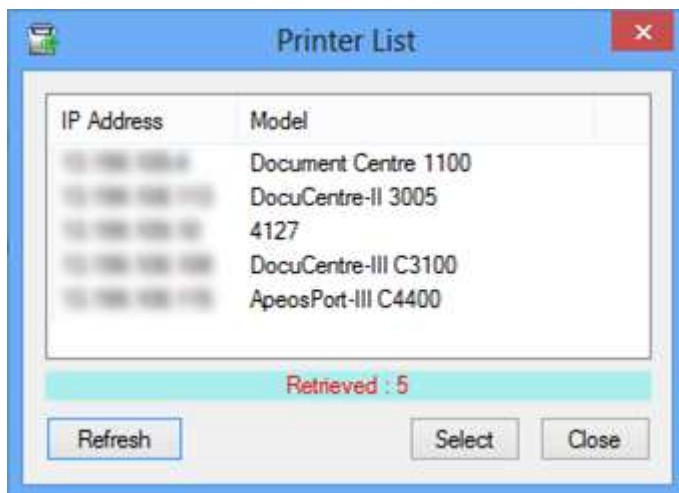 Printer List
IP Address Model
Document Centre 1100
DocuCentre-II 3005
4127
DocuCentre-III C3100
ApeosPort-III C4400
Retrieved : 5
Refresh Select Close